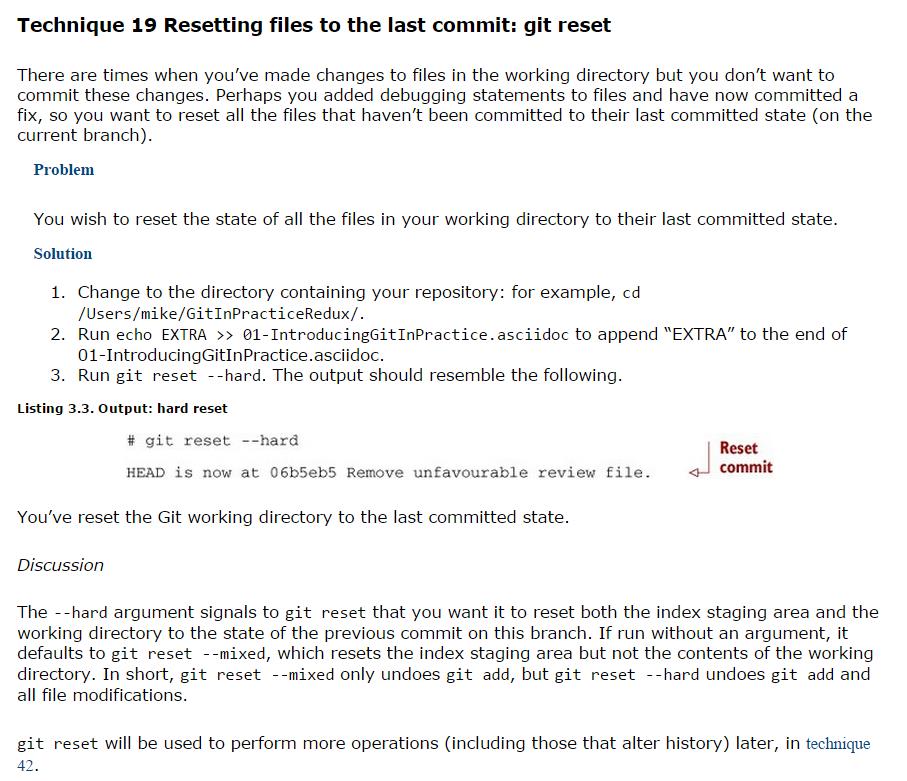 Technique 19 Resetting files to the last commit: git reset
There are times when you’ve made changes to files in the working directory but you don’t want to
commit these changes. Perhaps you added debugging statements to files and have now committed a
fix, so you want to reset all the files that haven’t been committed to their last committed state (on the
current branch).
Problem
You wish to reset the state of all the files in your working directory to their last committed state.
Solution
1. Change to the directory containing your repository: for example, cd
/Users/mike/GitInPracticeRedux/.
2. Run echo EXTRA >> 01-IntroducingGitInPractice.asciidoc to append “EXTRA” to the end of
01-IntroducingGitInPractice.asciidoc.
3. Run git reset --hard. The output should resemble the following.
Listing 3.3. Output: hard reset
# git reset --hard
HEAD is now at 06b5eb5 Remove unfavourable review file.
Reset
commit
You’ve reset the Git working directory to the last committed state.
Discussion
The --hard argument signals to git reset that you want it to reset both the index staging area and the
working directory to the state of the previous commit on this branch. If run without an argument, it
defaults to git reset --mixed, which resets the index staging area but not the contents of the working
directory. In short, git reset --mixed only undoes git add, but git reset --hard undoes git add and
all file modifications.
git reset will be used to perform more operations (including those that alter history) later, in technique
42.